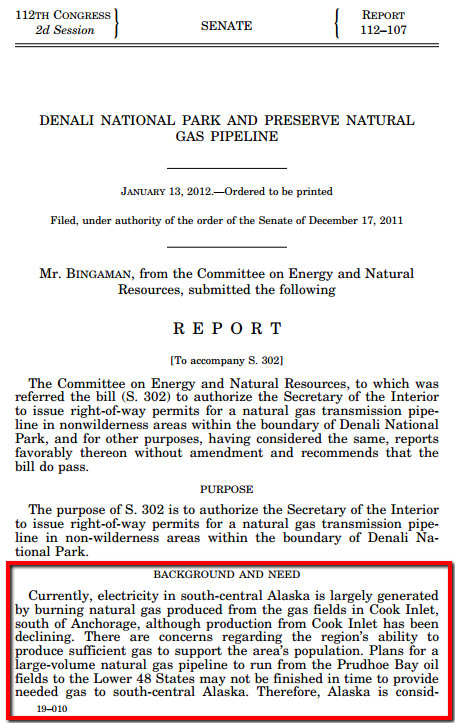 112TH CONGRESS
2d Session
SENATE
REPORT
112–107
DENALI NATIONAL PARK AND PRESERVE NATURAL
GAS PIPELINE
JANUARY 13, 2012.—Ordered to be printed
Filed, under authority of the order of the Senate of December 17, 2011
Mr. BINGAMAN, from the Committee on Energy and Natural
Resources, submitted the following
R E P O R T
[To accompany S. 302]
The Committee on Energy and Natural Resources, to which was
referred the bill (S. 302) to authorize the Secretary of the Interior
to issue right-of-way permits for a natural gas transmission pipe-
line in nonwilderness areas within the boundary of Denali National
Park, and for other purposes, having considered the same, reports
favorably thereon without amendment and recommends that the
bill do pass.
PURPOSE
The purpose of S. 302 is to authorize the Secretary of the Interior
to issue right-of-way permits for a natural gas transmission pipe-
line in non-wilderness areas within the boundary of Denali Na-
tional Park.
BACKGROUND AND NEED
Currently, electricity in south-central Alaska is largely generated
by burning natural gas produced from the gas fields in Cook Inlet,
south of Anchorage, although production from Cook Inlet has been
declining. There are concerns regarding the region's ability to
produce sufficient gas to support the area's population. Plans for a
large-volume natural gas pipeline to run from the Prudhoe Bay oil
fields to the Lower 48 States may not be finished in time to provide
needed gas to south-central Alaska. Therefore, Alaska is consid-
19–010